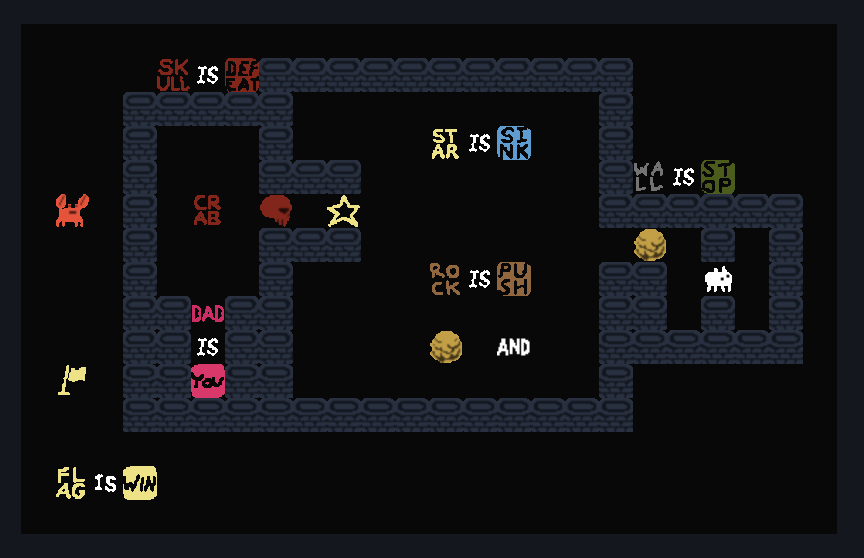 SKULL IS DEFEAT
STAR IS SINK
WALL IS STOP
CRAB
ROCK IS PUSH
DAD
IS
AND
YOU
FLAG IS WIN